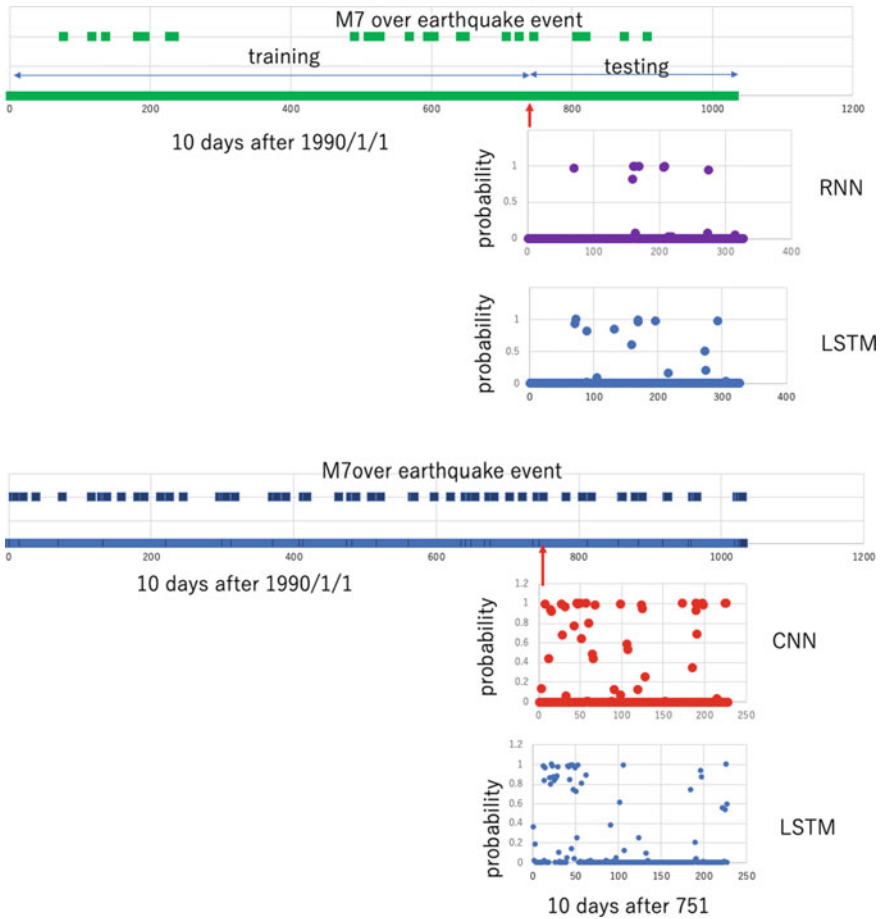 M7 over earthquake event
training
testing
0 200 400 600 800 1000 1200
10 days after 1990/1/1
probability
1
0.5
0
0 100 200 300 400
RNN
probability
1
0.5
0
0 100 200 300 400
LSTM
M7over earthquake event
0 200 400 600 800 1000 1200
10 days after 1990/1/1
probability
1.2
1
0.8
0.6
0.4
0.2
0
0 50 100 150 200 250
CNN
probability
1.2
1
0.8
0.6
0.4
0.2
0
0 50 100 150 200 250
LSTM
10 days after 751